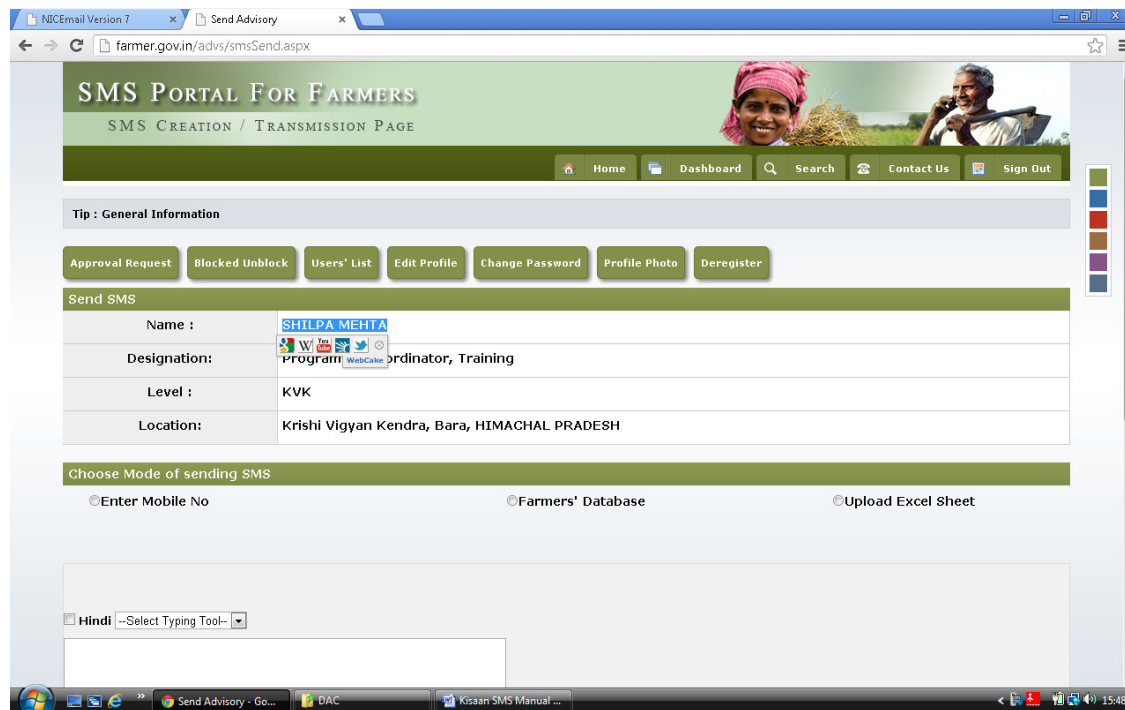 NICEmail Version 7
Send Advisory
farmer.gov.in/advs/smsSend.aspx
SMS PORTAL FOR FARMERS
SMS CREATION / TRANSMISSION PAGE
Home Dashboard Search Contact Us Sign Out
Tip : General Information
Approval Request Blocked Unblock Users' List Edit Profile Change Password Profile Photo Deregister
Send SMS
Name : SHILPA MEHTA
W You Tube
WebCake
Designation: Training
Level : KVK
Location: Krishi Vigyan Kendra, Bara, HIMACHAL PRADESH
Choose Mode of sending SMS
Enter Mobile No Farmers' Database Upload Excel Sheet
Hindi --Select Typing Tool--
Send Advisory - Go... DAC Kisaan SMS Manual ... 15:48